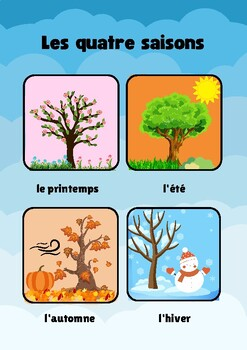 Les quatre saisons
le printemps
l'été
l'automne
l'hiver